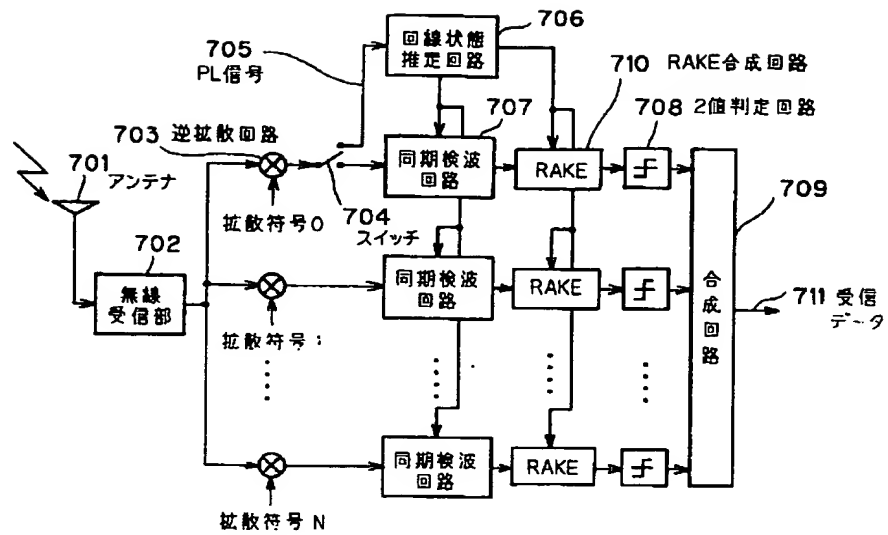 706
回線状態
推定回路
705
PL信号
710 RAKE合成回路
707
708 2値判定回路
703 逆拡散回路
701 アンテナ
同期検波
回路
RAKE
709
拡散符号0
704
スイッチ
702
無線
受信部
同期検波
回路
RAKE
合成回路
711 受信
データ
拡散符号i
同期検波
回路
RAKE
拡散符号N